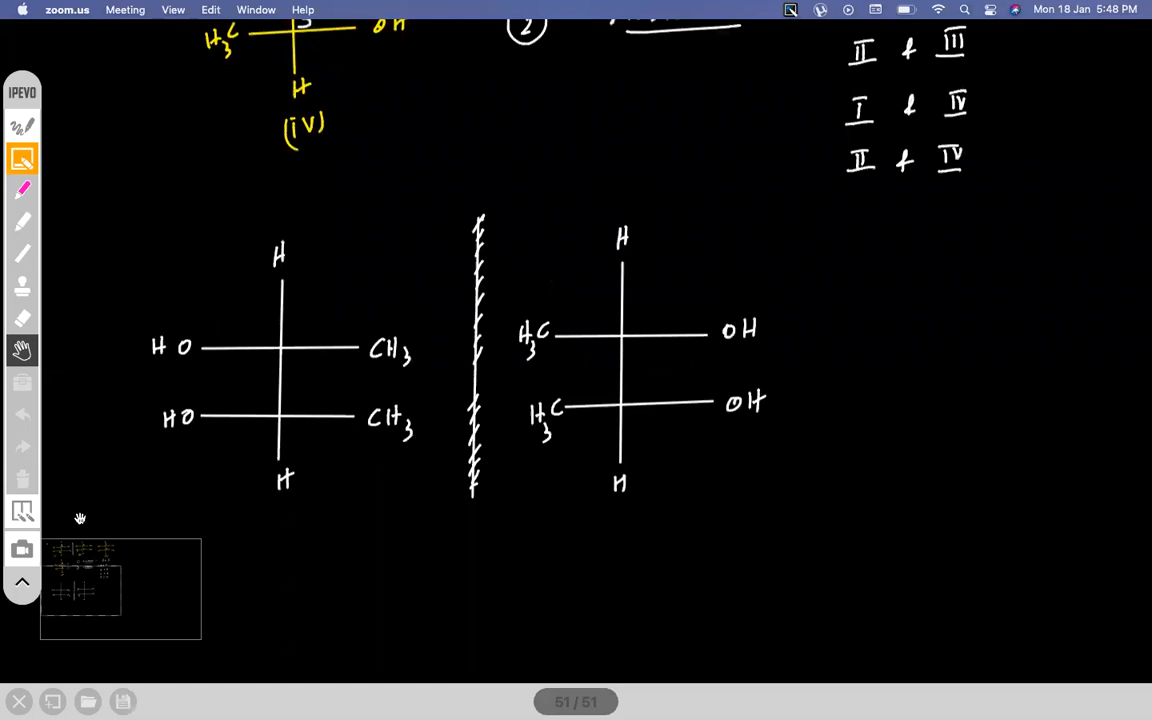 zoom.us Meeting View Edit Window Help Mon 18 Jan 5:48 PM
IPEVO
H3C S OH
H
(iv)
2
II & III
I & IV
II & IV
H
HO CH3
HO CH3
H
H
H3C OH
H3C OH
H
51 / 51